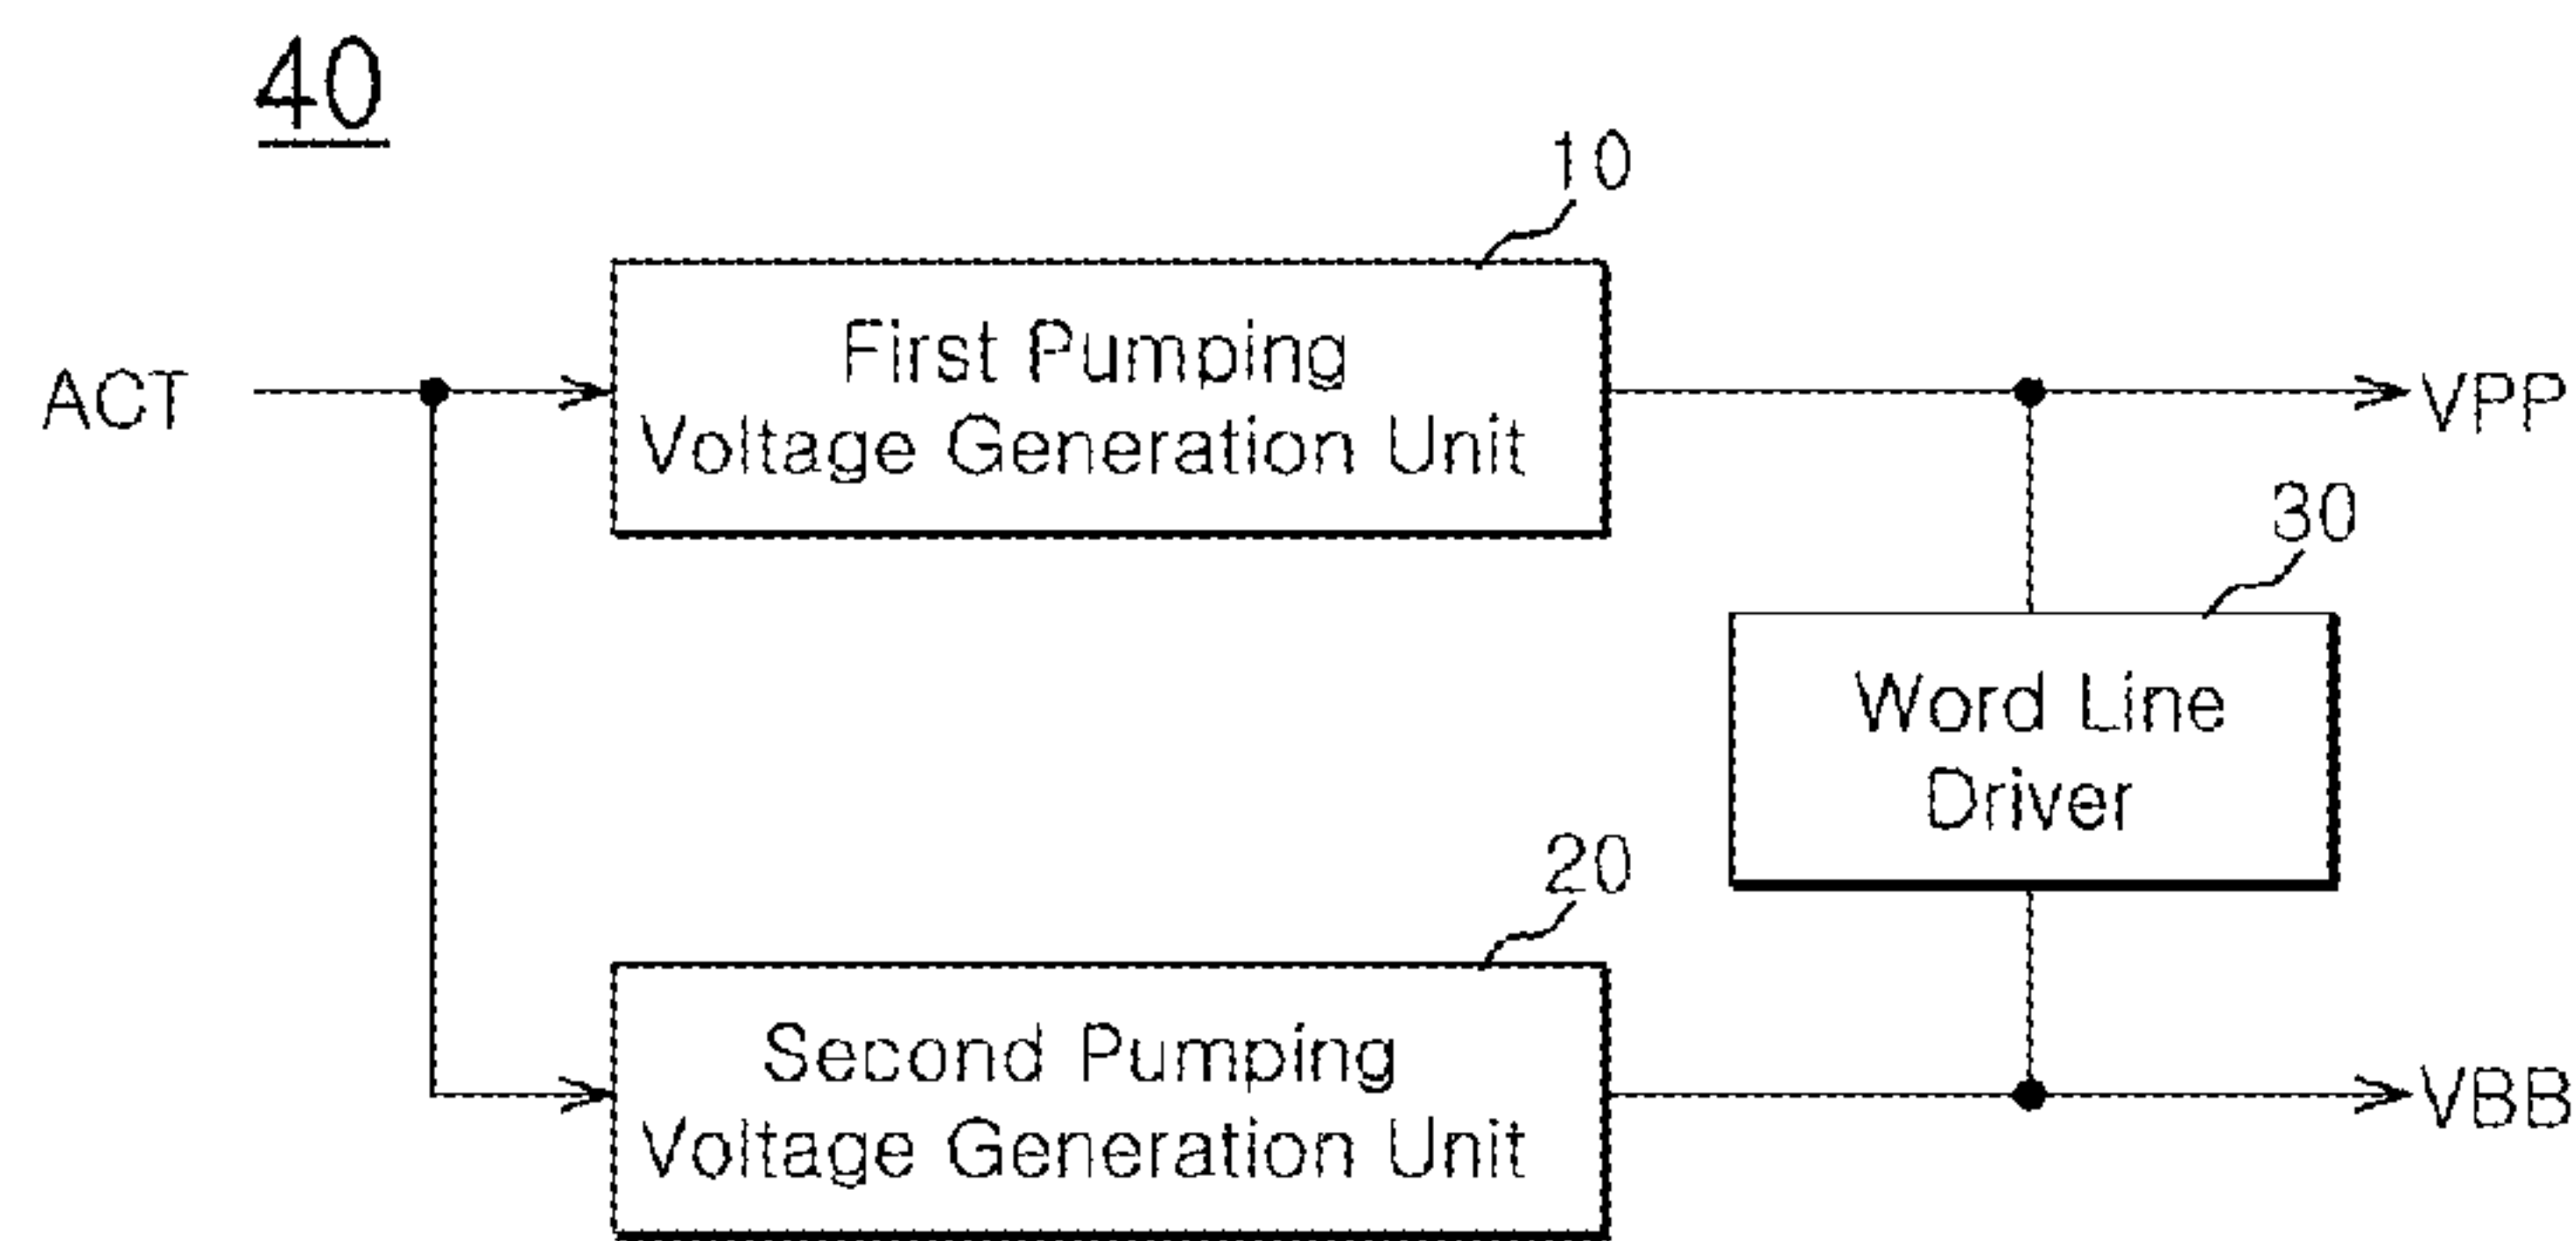 40
10
First Pumping
Voltage Generation Unit
ACT
VPP
30
Word Line
Driver
20
Second Pumping
Voltage Generation Unit
VBB